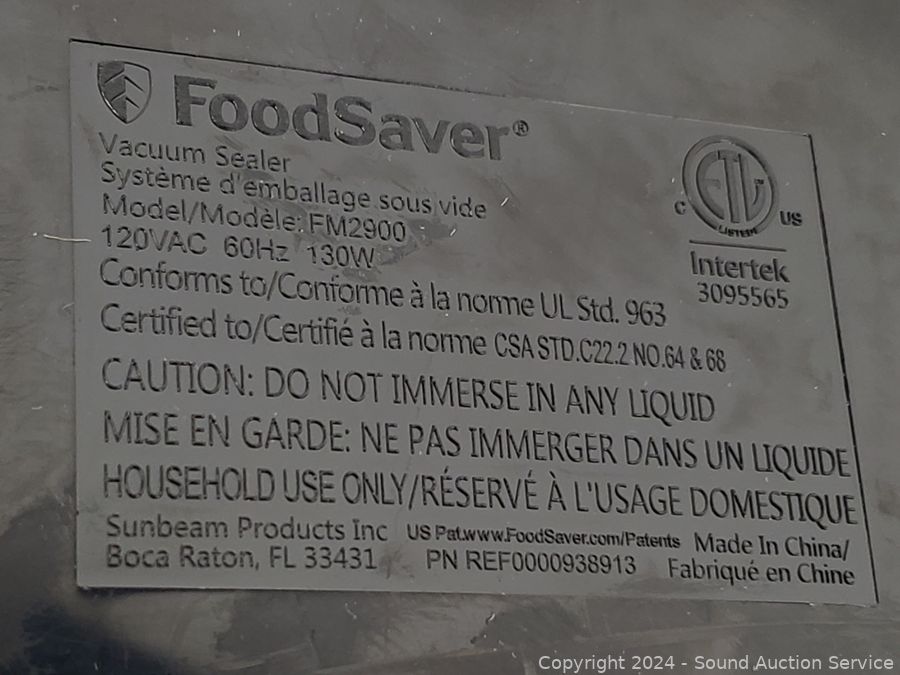 FoodSaver®
Vacuum Sealer
Système d'emballage sous vide
Model/Modèle: FM2900
120VAC 60Hz 130W
Conforms to/Conforme à la norme UL Std. 963
Certified to/Certifié à la norme CSA STD.C22.2 NO.64 & 68
ETL
LISTED
C US
Intertek
3095565
CAUTION: DO NOT IMMERSE IN ANY LIQUID
MISE EN GARDE: NE PAS IMMERGER DANS UN LIQUIDE
HOUSEHOLD USE ONLY/RÉSERVÉ À L'USAGE DOMESTIQUE
Sunbeam Products Inc US Pat.www.FoodSaver.com/Patents Made In China/
Boca Raton, FL 33431 PN REF0000938913 Fabriqué en Chine
Copyright 2024 - Sound Auction Service